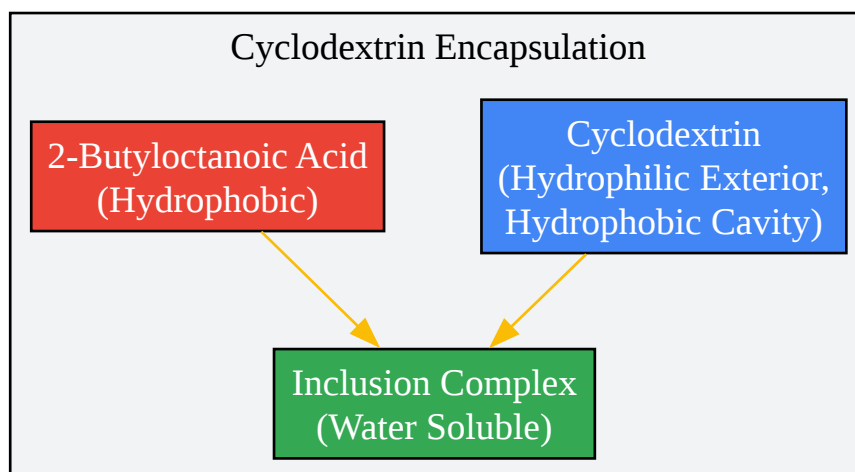 Cyclodextrin Encapsulation
2-Butyloctanoic Acid
(Hydrophobic)
Cyclodextrin
(Hydrophilic Exterior,
Hydrophobic Cavity)
Inclusion Complex
(Water Soluble)